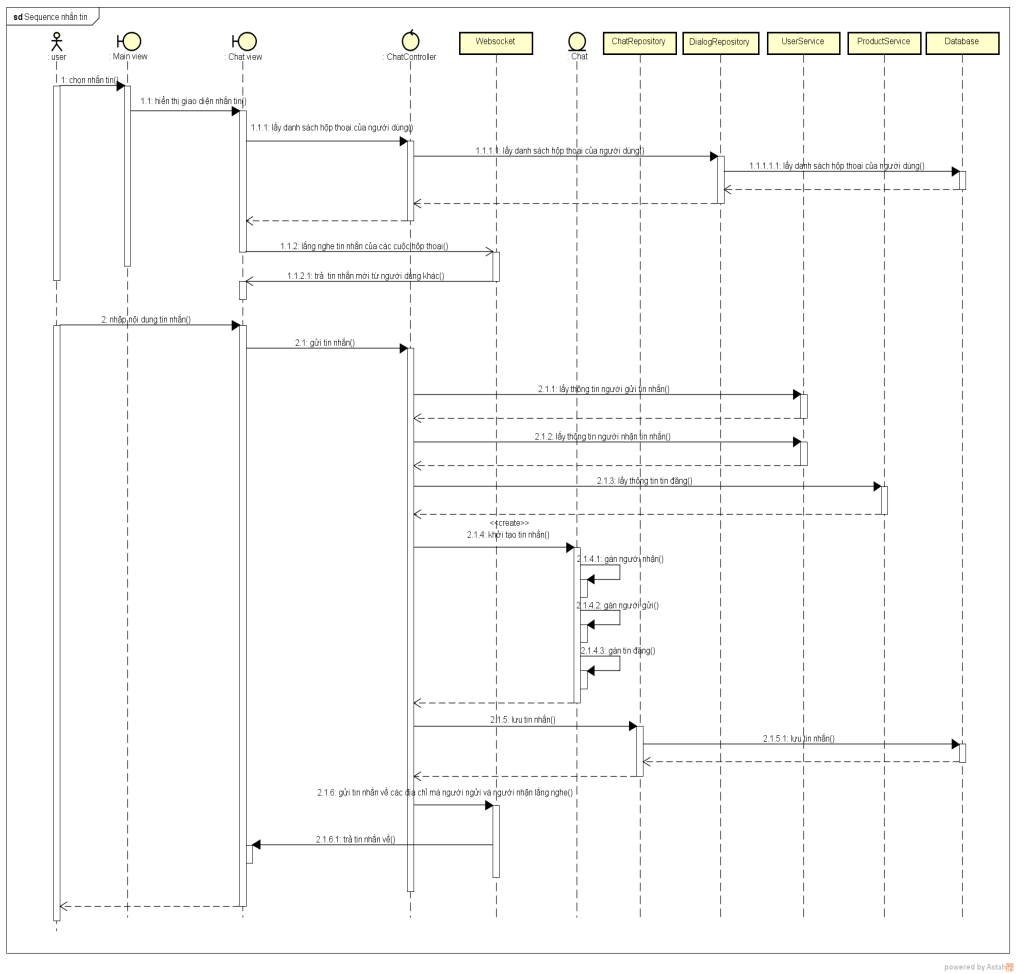 sd Sequence nhắn tin
: user
: Main view
: Chat view
: ChatController
Websocket
: Chat
ChatRepository
DialogRepository
UserService
ProductService
Database
1: chọn nhắn tin()
1.1: hiển thị giao diện nhắn tin()
1.1.1: lấy danh sách hộp thoại của người dùng()
1.1.1.1: lấy danh sách hộp thoại của người dùng()
1.1.1.1.1: lấy danh sách hộp thoại của người dùng()
1.1.2: lắng nghe tin nhắn của các cuộc hộp thoại()
1.1.2.1: trả tin nhắn mới từ người dùng khác()
2: nhập nội dung tin nhắn()
2.1: gửi tin nhắn()
2.1.1: lấy thông tin người gửi tin nhắn()
2.1.2: lấy thông tin người nhận tin nhắn()
2.1.3: lấy thông tin tin đăng()
<<create>>
2.1.4: khởi tạo tin nhắn()
2.1.4.1: gán người nhận()
2.1.4.2: gán người gửi()
2.1.4.3: gán tin đăng()
2.1.5: lưu tin nhắn()
2.1.5.1: lưu tin nhắn()
2.1.6: gửi tin nhắn về các địa chỉ mà người ngửi và người nhận lắng nghe()
2.1.6.1: trả tin nhắn về()
powered by Astah